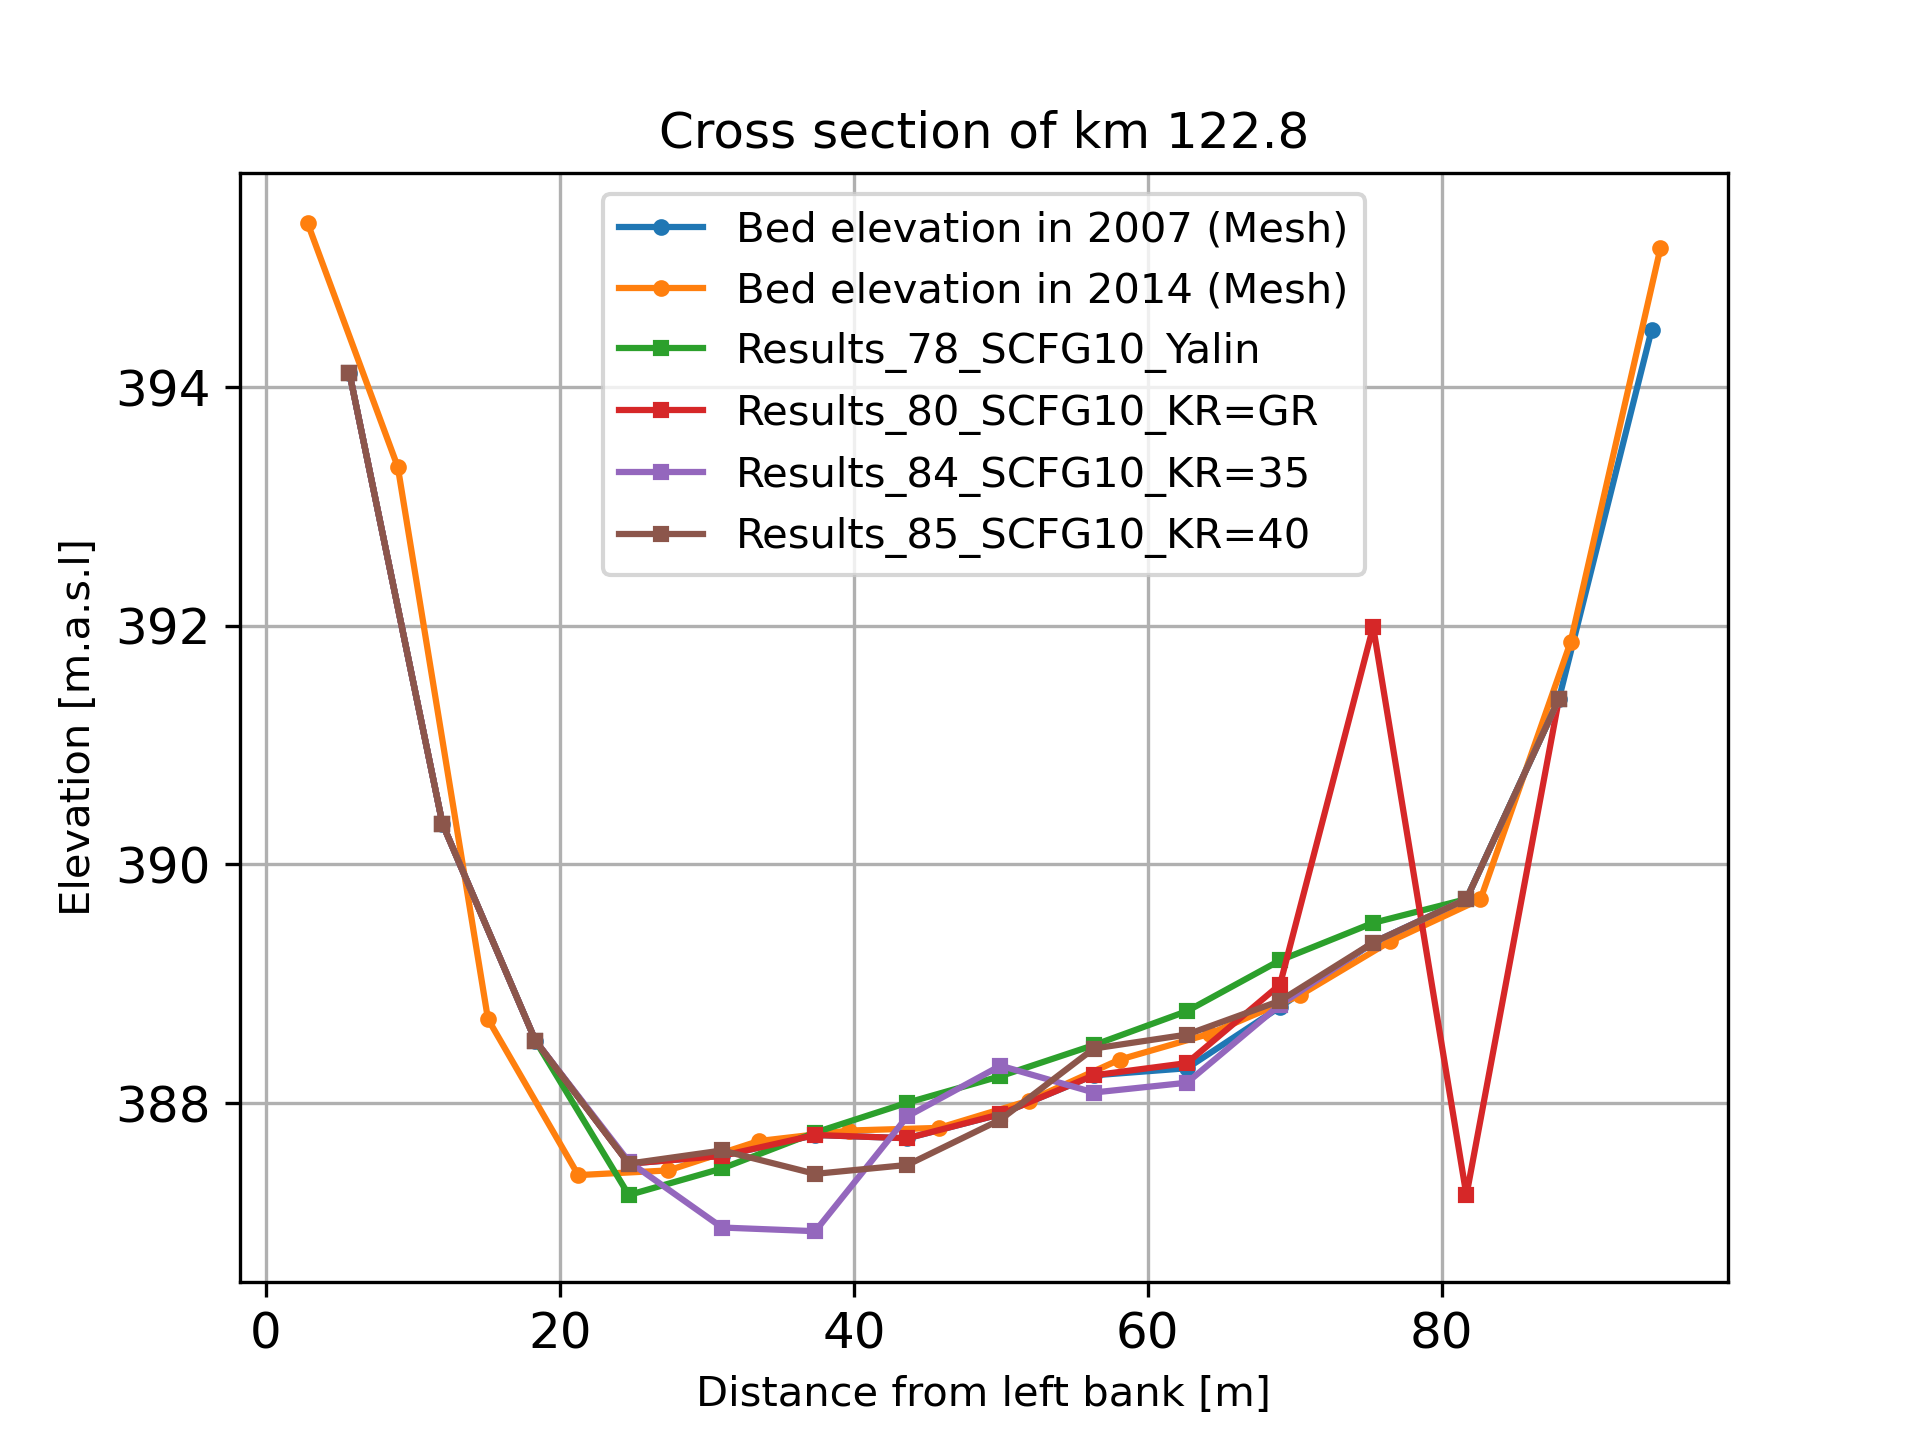 Cross section of km 122.8
Bed elevation in 2007 (Mesh)
Bed elevation in 2014 (Mesh)
Results_78_SCFG10_Yalin
Results_80_SCFG10_KR=GR
Results_84_SCFG10_KR=35
Results_85_SCFG10_KR=40
Elevation [m.a.s.l]
394
392
390
388
0 20 40 60 80
Distance from left bank [m]